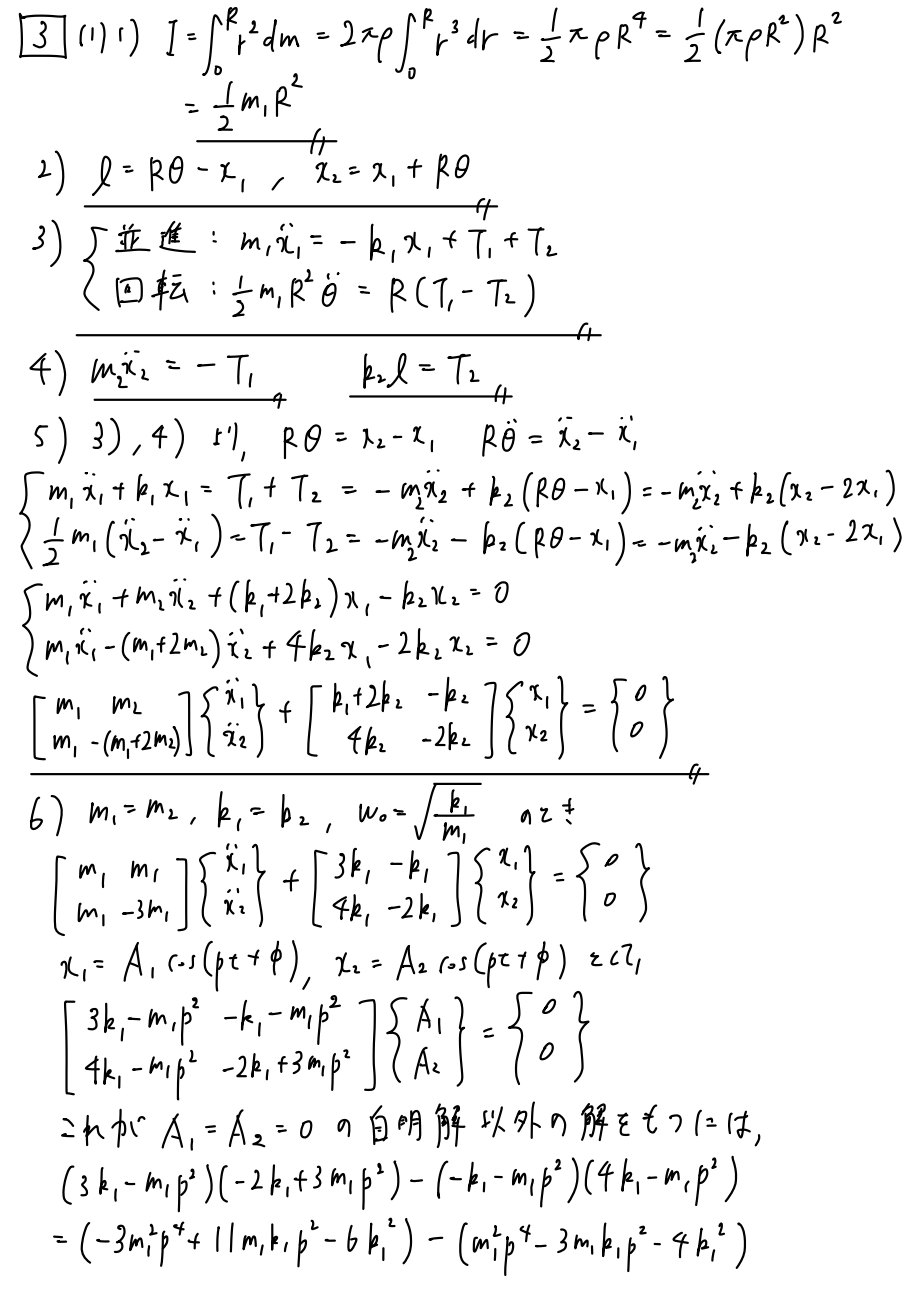 3 (1) 1) I = ∫₀ᴿ r² dm = 2πρ∫₀ᴿ r³ dr = 1/2 πρR⁴ = 1/2 (πρR²)R²
= 1/2 m₁R²
2) l = Rθ - x₁ , x₂ = x₁ + Rθ
3) { 並進 : m₁ẍ₁ = -k₁x₁ + T₁ + T₂
回転 : 1/2 m₁R²θ̈ = R(T₁ - T₂)
4) m₂ẍ₂ = -T₁ k₂l = T₂
5) 3), 4) より, Rθ = x₂ - x₁ Rθ̈ = ẍ₂ - ẍ₁
{ m₁ẍ₁ + k₁x₁ = T₁ + T₂ = -m₂ẍ₂ + k₂(Rθ - x₁) = -m₂ẍ₂ + k₂(x₂ - 2x₁)
1/2 m₁(ẍ₂ - ẍ₁) = T₁ - T₂ = -m₂ẍ₂ - k₂(Rθ - x₁) = -m₂ẍ₂ - k₂(x₂ - 2x₁)
{ m₁ẍ₁ + m₂ẍ₂ + (k₁+2k₂)x₁ - k₂x₂ = 0
m₁ẍ₁ - (m₁+2m₂)ẍ₂ + 4k₂x₁ - 2k₂x₂ = 0
[m₁ m₂; m₁ -(m₁+2m₂)]{ẍ₁; ẍ₂} + [k₁+2k₂ -k₂; 4k₂ -2k₂]{x₁; x₂} = {0; 0}
6) m₁ = m₂, k₁ = k₂, ω₀ = √(k₁/m₁) のとき
[m₁ m₁; m₁ -3m₁]{ẍ₁; ẍ₂} + [3k₁ -k₁; 4k₁ -2k₁]{x₁; x₂} = {0; 0}
x₁ = A₁cos(pt+φ), x₂ = A₂cos(pt+φ) として,
[3k₁-m₁p² -k₁-m₁p²; 4k₁-m₁p² -2k₁+3m₁p²]{A₁; A₂} = {0; 0}
これが A₁ = A₂ = 0 の自明解以外の解をもつには,
(3k₁-m₁p²)(-2k₁+3m₁p²) - (-k₁-m₁p²)(4k₁-m₁p²)
= (-3m₁²p⁴ + 11m₁k₁p² - 6k₁²) - (m₁²p⁴ - 3m₁k₁p² - 4k₁²)